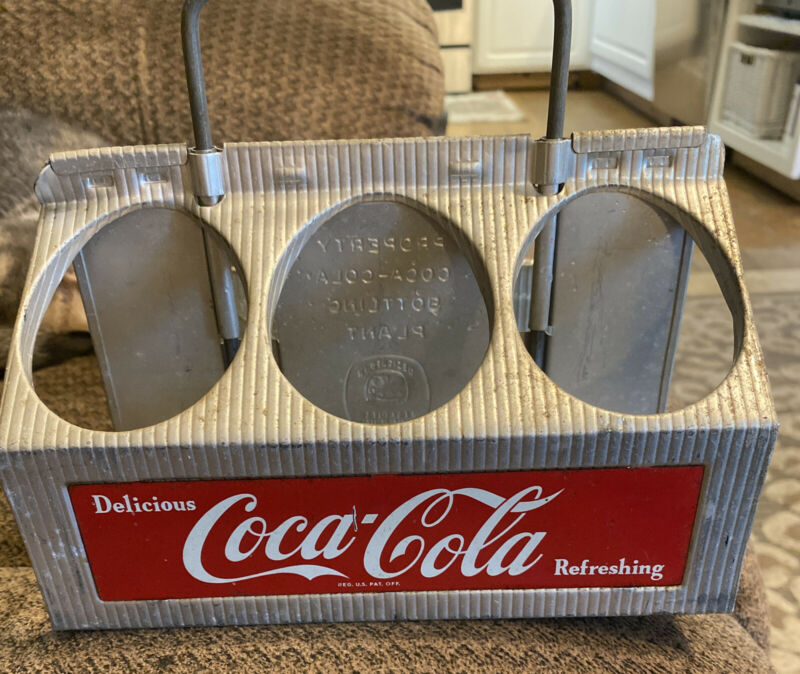 PROPERTY
COCA-COLA
BOTTLING
PLANT
Delicious
Coca-Cola
REG. U.S. PAT. OFF.
Refreshing